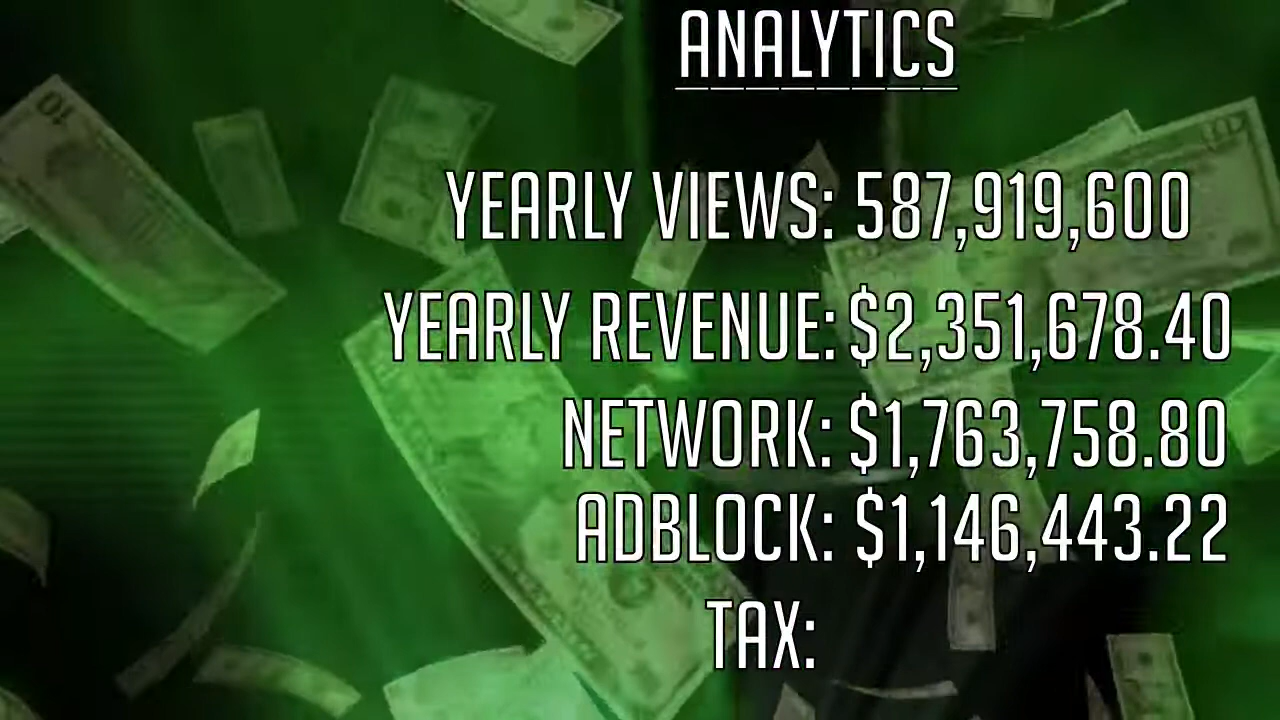 ANALYTICS
YEARLY VIEWS: 587,919,600
YEARLY REVENUE: $2,351,678.40
NETWORK: $1,763,758.80
ADBLOCK: $1,146,443.22
TAX: